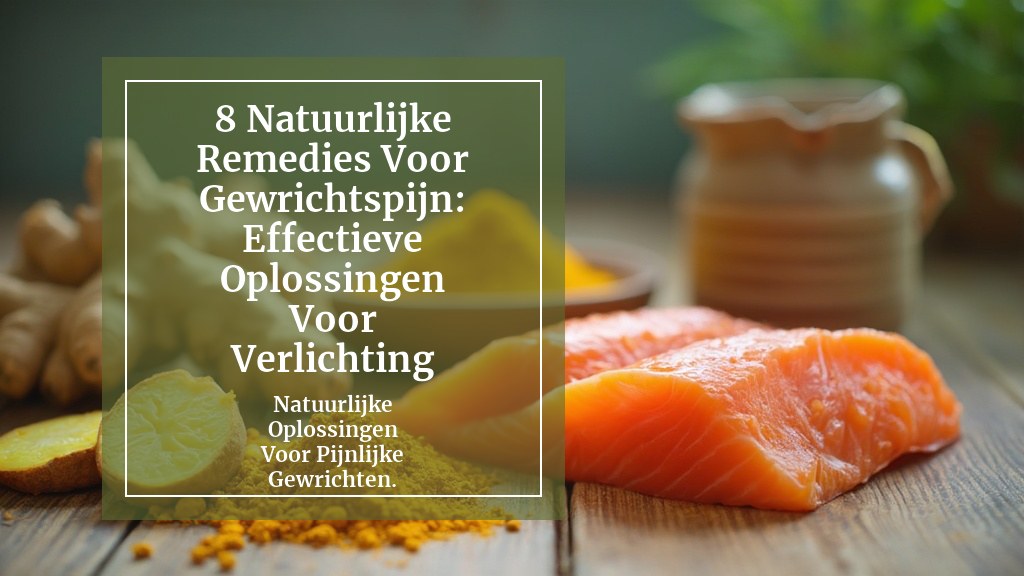 8 Natuurlijke
Remedies Voor
Gewrichtspijn:
Effectieve
Oplossingen
Voor
Verlichting
Natuurlijke
Oplossingen
Voor Pijnlijke
Gewrichten.